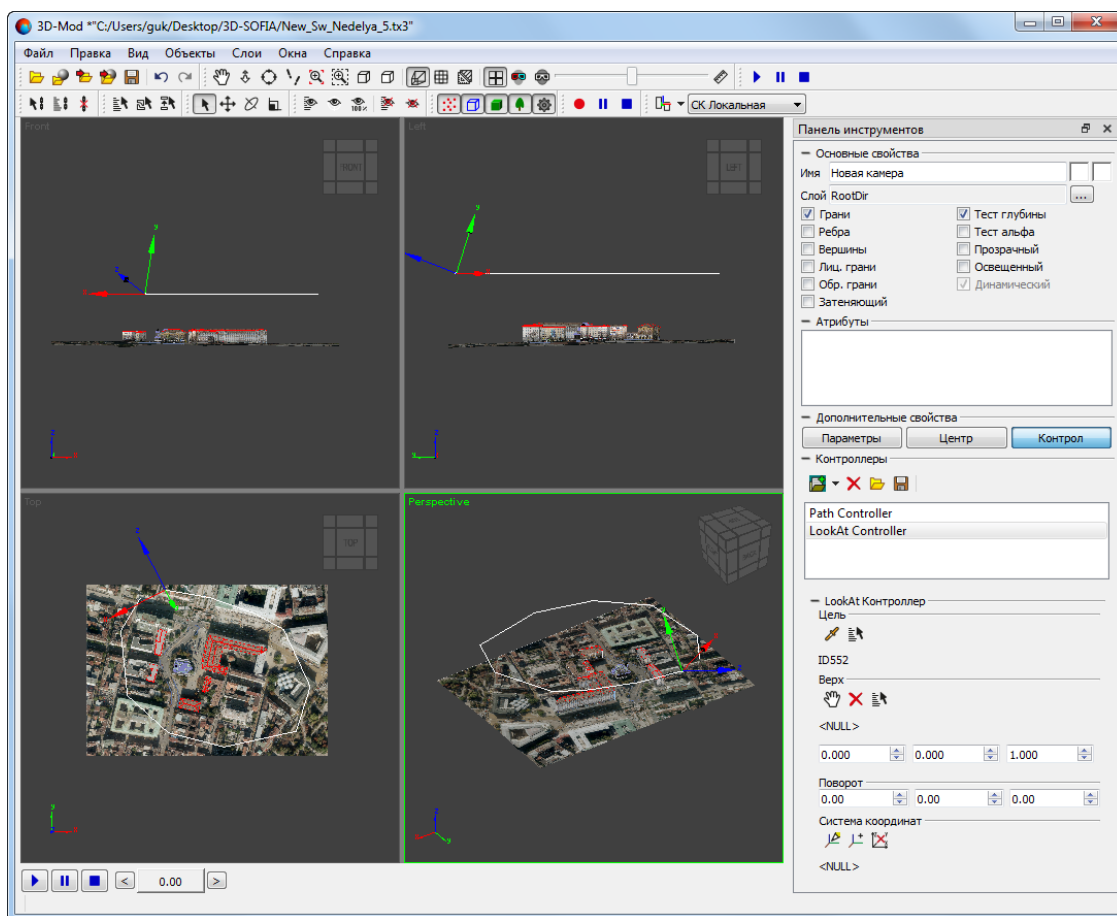 3D-Mod *"C:/Users/guk/Desktop/3D-SOFIA/New_Sw_Nedelya_5.tx3"
Файл Правка Вид Объекты Слои Окна Справка
100%
СК Локальная
Front
FRONT
Left
LEFT
Панель инструментов
Основные свойства
Имя Новая камера
Слой RootDir ...
Грани Тест глубины
Ребра Тест альфа
Вершины Прозрачный
Лиц. грани Освещенный
Обр. грани Динамический
Затеняющий
Атрибуты
Дополнительные свойства
Параметры Центр Контрол
Контроллеры
Path Controller
LookAt Controller
Top
TOP
Perspective
LookAt Контроллер
Цель
ID552
Верх
<NULL>
0.000 0.000 1.000
Поворот
0.00 0.00 0.00
Система координат
<NULL>
< 0.00 >